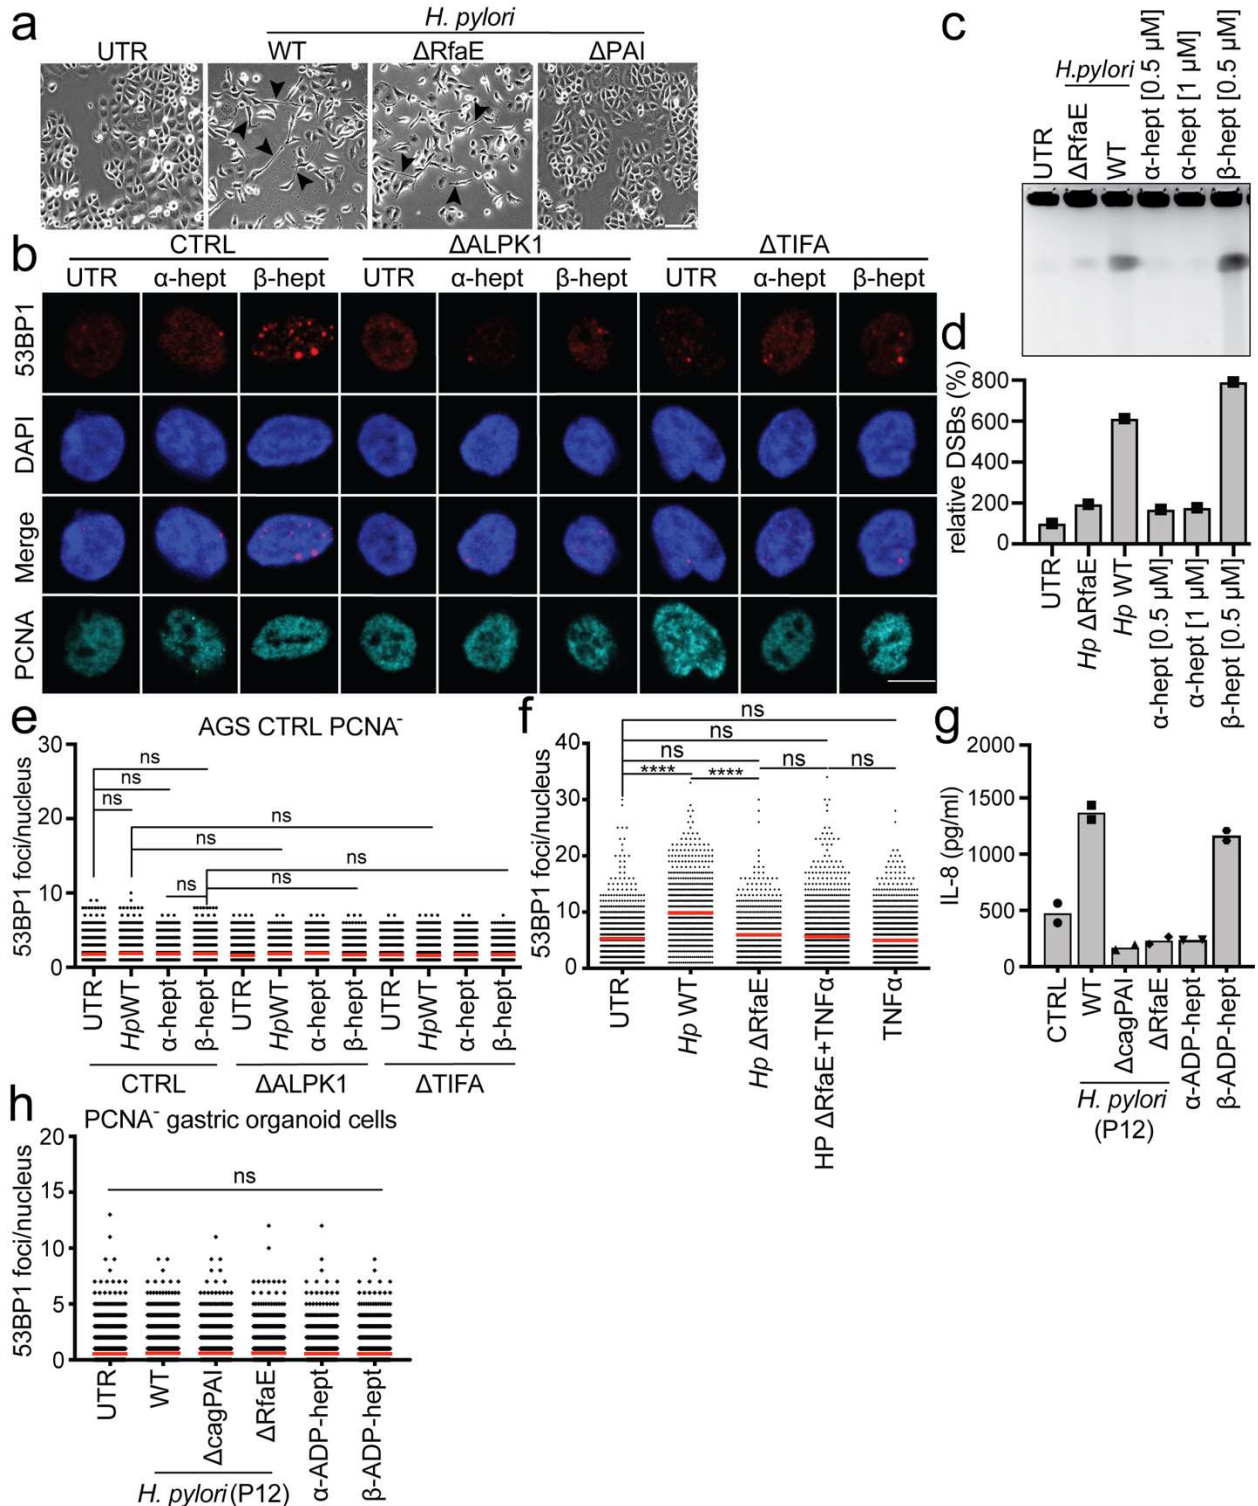 a
H. pylori
UTR WT ΔRfaE ΔPAI
b
CTRL ΔALPK1 ΔTIFA
UTR α-hept β-hept UTR α-hept β-hept UTR α-hept β-hept
53BP1
DAPI
Merge
PCNA
c
H.pylori
UTR
ΔRfaE
WT
α-hept [0.5 µM]
α-hept [1 µM]
β-hept [0.5 µM]
d
relative DSBs (%)
800
600
400
200
0
UTR
Hp ΔRfaE
Hp WT
α-hept [0.5 µM]
α-hept [1 µM]
β-hept [0.5 µM]
e
AGS CTRL PCNA⁻
53BP1 foci/nucleus
30
20
10
0
ns
ns
ns
ns
ns
ns
ns
ns
UTR
HpWT
α-hept
β-hept
UTR
HpWT
α-hept
β-hept
UTR
HpWT
α-hept
β-hept
CTRL ΔALPK1 ΔTIFA
f
53BP1 foci/nucleus
40
30
20
10
0
ns
ns
ns
**** **** ns ns
UTR
Hp WT
Hp ΔRfaE
HP ΔRfaE+TNFα
TNFα
g
IL-8 (pg/ml)
2000
1500
1000
500
0
CTRL
WT
ΔcagPAI
ΔRfaE
α-ADP-hept
β-ADP-hept
H. pylori
(P12)
h
PCNA⁻ gastric organoid cells
53BP1 foci/nucleus
20
15
10
5
0
ns
UTR
WT
ΔcagPAI
ΔRfaE
α-ADP-hept
β-ADP-hept
H. pylori (P12)